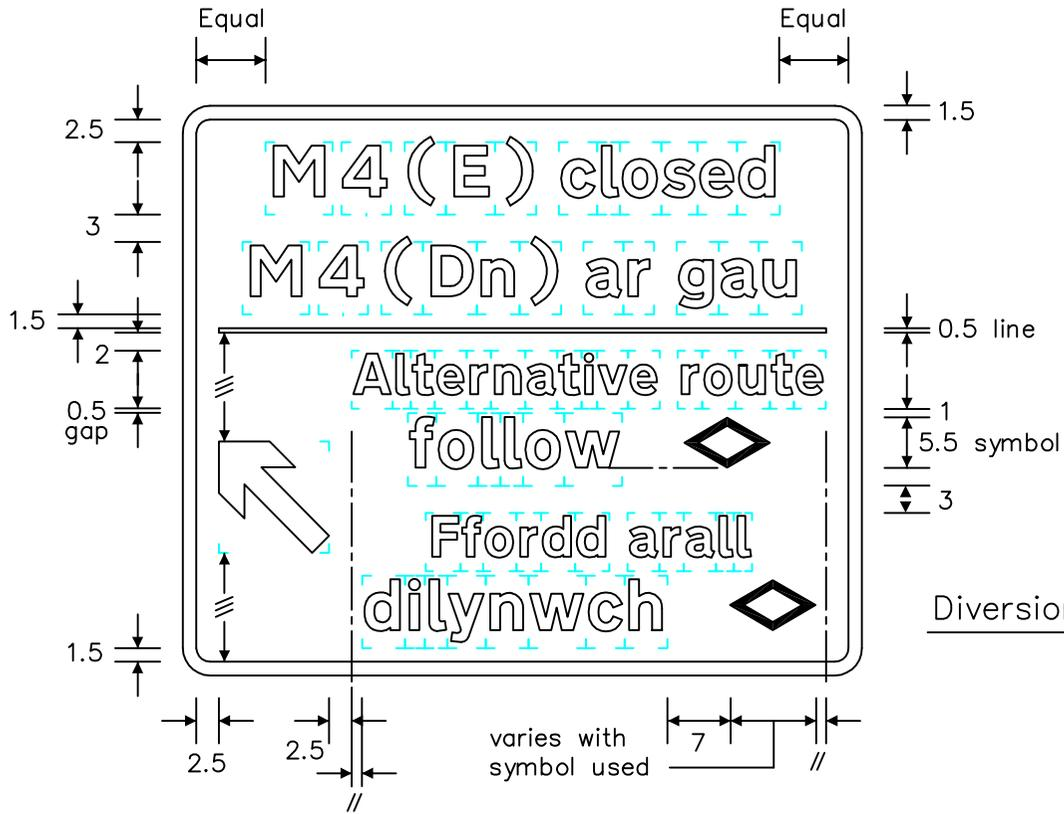 Equal Equal
2.5 1.5
M4(E) closed
3
M4(Dn) ar gau
1.5 0.5 line
2
Alternative route
0.5 1
gap
follow 5.5 symbol
3
Ffordd arall
dilynwch
1.5
2.5 2.5 7
varies with
symbol used